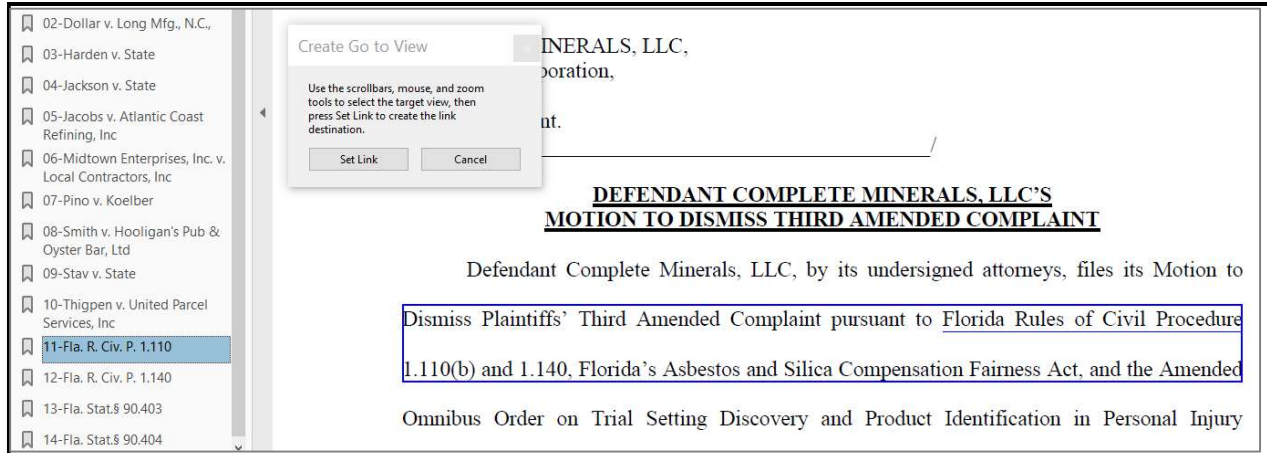 02-Dollar v. Long Mfg., N.C.,
03-Harden v. State
04-Jackson v. State
05-Jacobs v. Atlantic Coast
Refining, Inc
06-Midtown Enterprises, Inc. v.
Local Contractors, Inc
07-Pino v. Koelber
08-Smith v. Hooligan's Pub &
Oyster Bar, Ltd
09-Stav v. State
10-Thigpen v. United Parcel
Services, Inc
11-Fla. R. Civ. P. 1.110
12-Fla. R. Civ. P. 1.140
13-Fla. Stat.§ 90.403
14-Fla. Stat.§ 90.404
Create Go to View
Use the scrollbars, mouse, and zoom
tools to select the target view, then
press Set Link to create the link
destination.
Set Link Cancel
INERALS, LLC,
poration,
nt.
/
DEFENDANT COMPLETE MINERALS, LLC'S
MOTION TO DISMISS THIRD AMENDED COMPLAINT
Defendant Complete Minerals, LLC, by its undersigned attorneys, files its Motion to
Dismiss Plaintiffs' Third Amended Complaint pursuant to Florida Rules of Civil Procedure
1.110(b) and 1.140, Florida's Asbestos and Silica Compensation Fairness Act, and the Amended
Omnibus Order on Trial Setting Discovery and Product Identification in Personal Injury